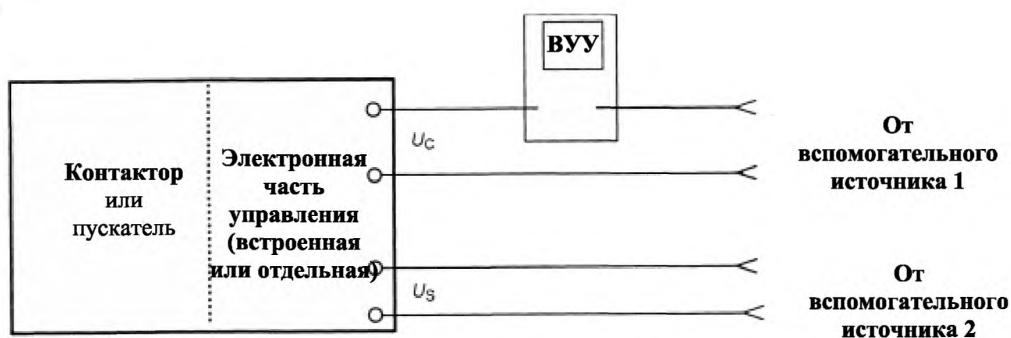 ВУУ
Контактор
или
пускатель
Электронная
часть
управления
(встроенная
или отдельная)
U_C
U_S
От
вспомогательного
источника 1
От
вспомогательного
источника 2